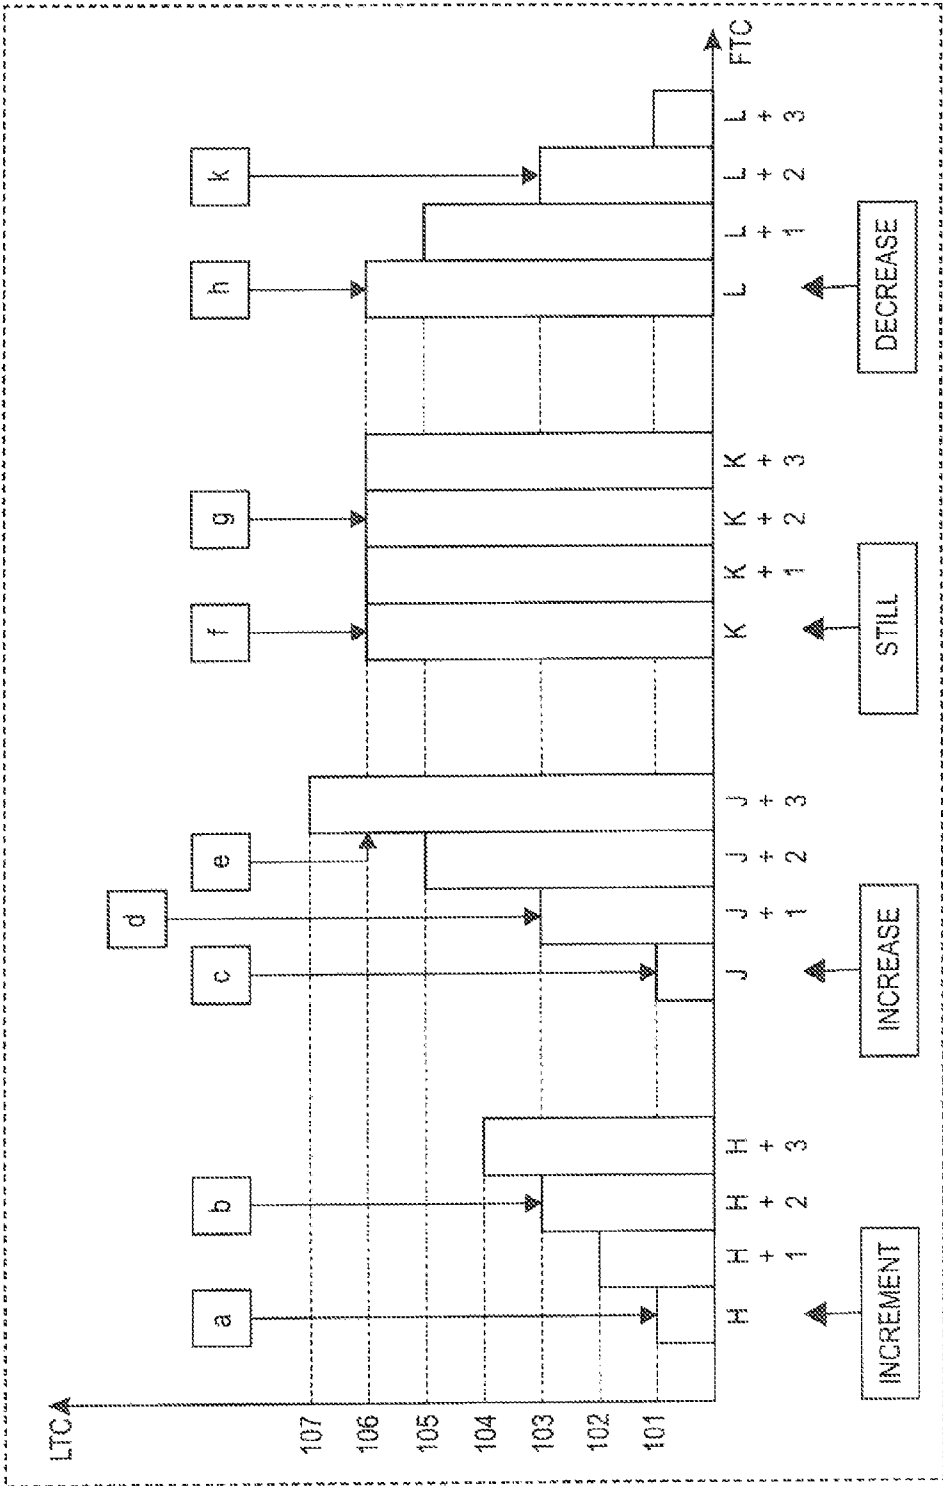 LTC
107
106
105
104
103
102
101
a
b
c
d
e
f
g
h
k
H
H + 1
H + 2
H + 3
J
J + 1
J + 2
J + 3
K
K + 1
K + 2
K + 3
L
L + 1
L + 2
L + 3
FTC
INCREMENT
INCREASE
STILL
DECREASE